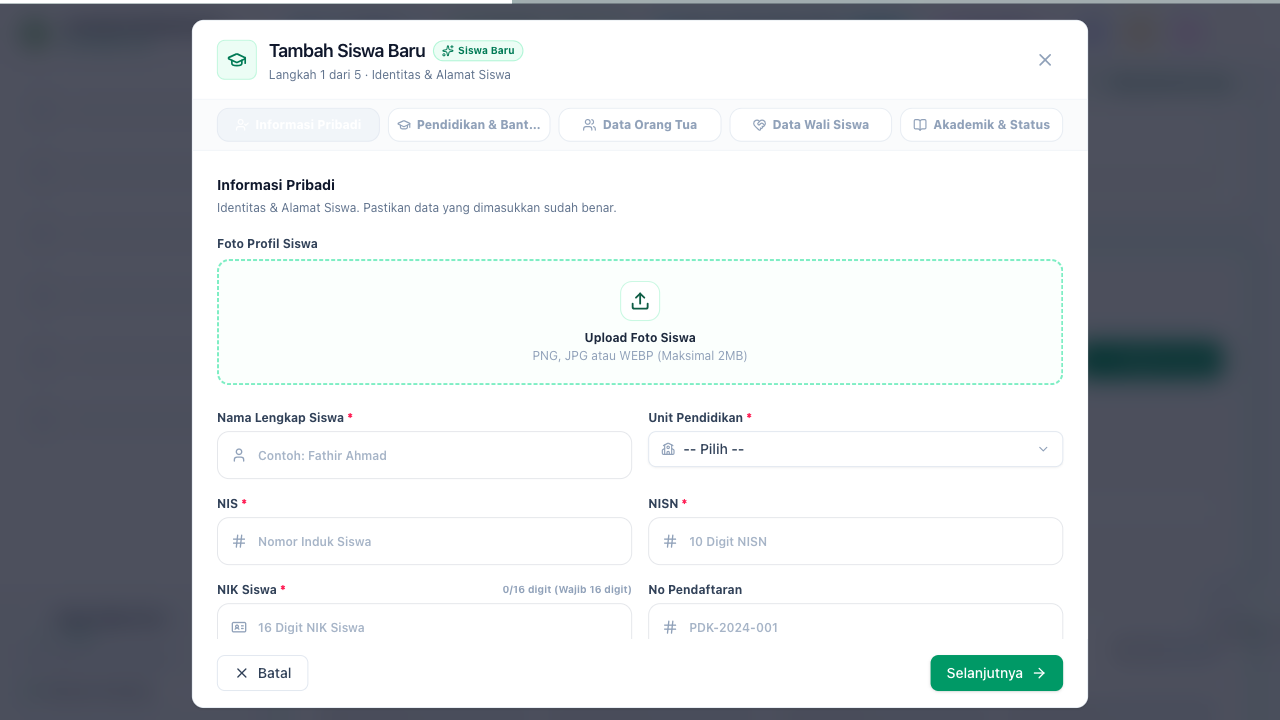 Tambah Siswa Baru
Siswa Baru
Langkah 1 dari 5 · Identitas & Alamat Siswa
Informasi Pribadi
Pendidikan & Bant...
Data Orang Tua
Data Wali Siswa
Akademik & Status
Informasi Pribadi
Identitas & Alamat Siswa. Pastikan data yang dimasukkan sudah benar.
Foto Profil Siswa
Upload Foto Siswa
PNG, JPG atau WEBP (Maksimal 2MB)
Nama Lengkap Siswa *
Contoh: Fathir Ahmad
Unit Pendidikan *
-- Pilih --
NIS *
Nomor Induk Siswa
NISN *
10 Digit NISN
NIK Siswa *
0/16 digit (Wajib 16 digit)
16 Digit NIK Siswa
No Pendaftaran
PDK-2024-001
Batal
Selanjutnya